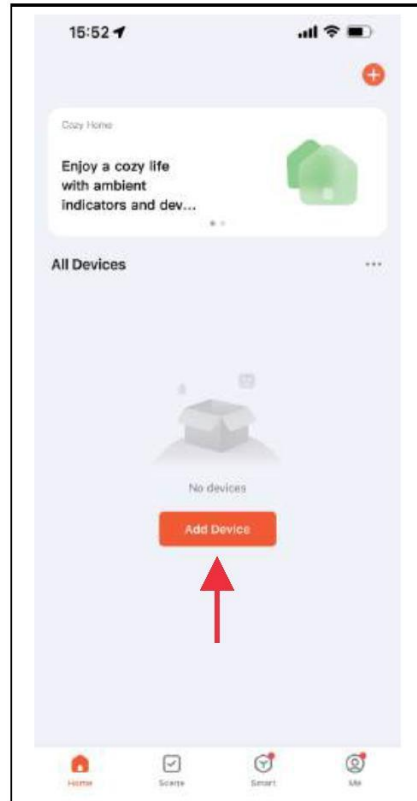 15:52
Cozy Home
Enjoy a cozy life
with ambient
indicators and dev...
All Devices
No devices
Add Device
Home
Scene
Smart
Me